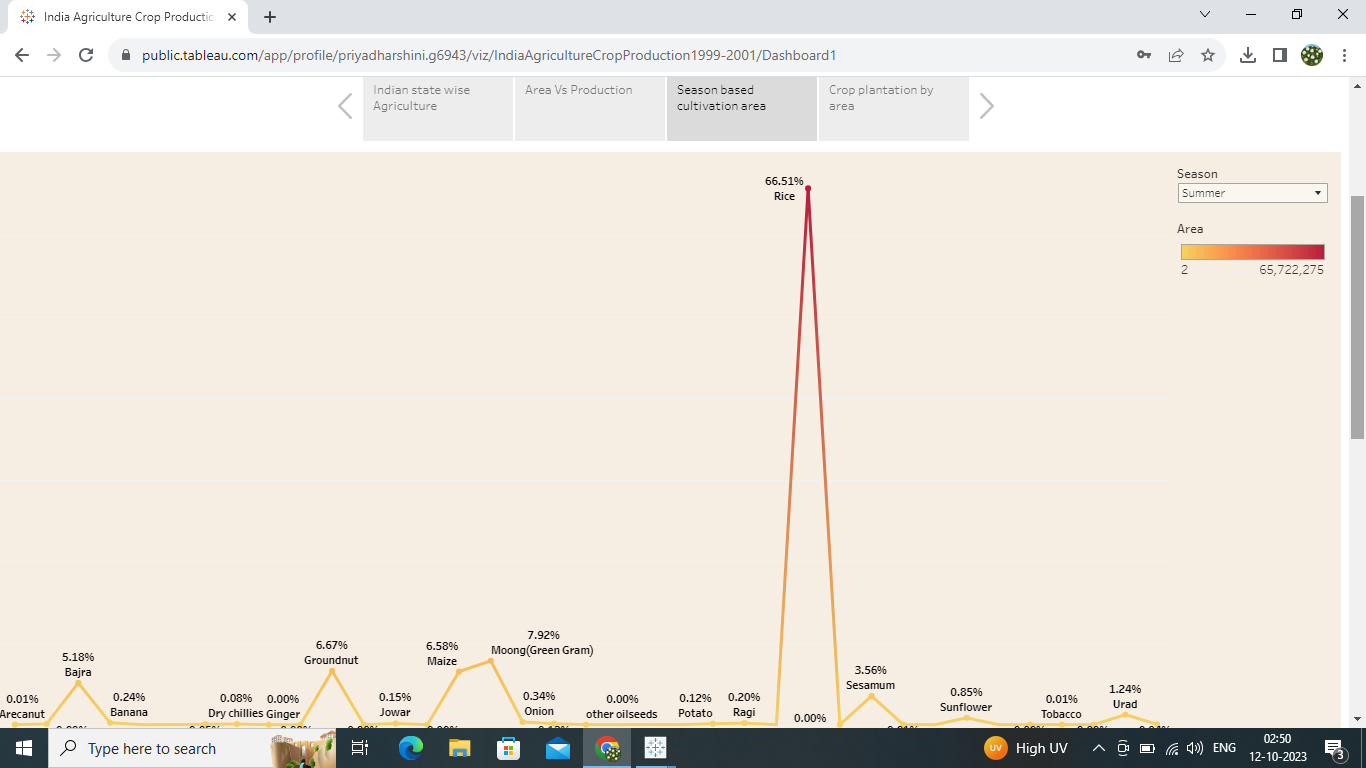 India Agriculture Crop Productio
public.tableau.com/app/profile/priyadharshini.g6943/viz/IndiaAgricultureCropProduction1999-2001/Dashboard1
Indian state wise
Agriculture
Area Vs Production
Season based
cultivation area
Crop plantation by
area
Season
Summer
Area
2 65,722,275
66.51%
Rice
7.92%
Moong(Green Gram)
6.67%
Groundnut
6.58%
Maize
5.18%
Bajra
3.56%
Sesamum
1.24%
Urad
0.01%
Arecanut
0.24%
Banana
0.08%
Dry chillies
0.00%
Ginger
0.15%
Jowar
0.34%
Onion
0.00%
other oilseeds
0.12%
Potato
0.20%
Ragi
0.00%
0.85%
Sunflower
0.01%
Tobacco
Type here to search
UV
High UV
ENG
02:50
12-10-2023
3